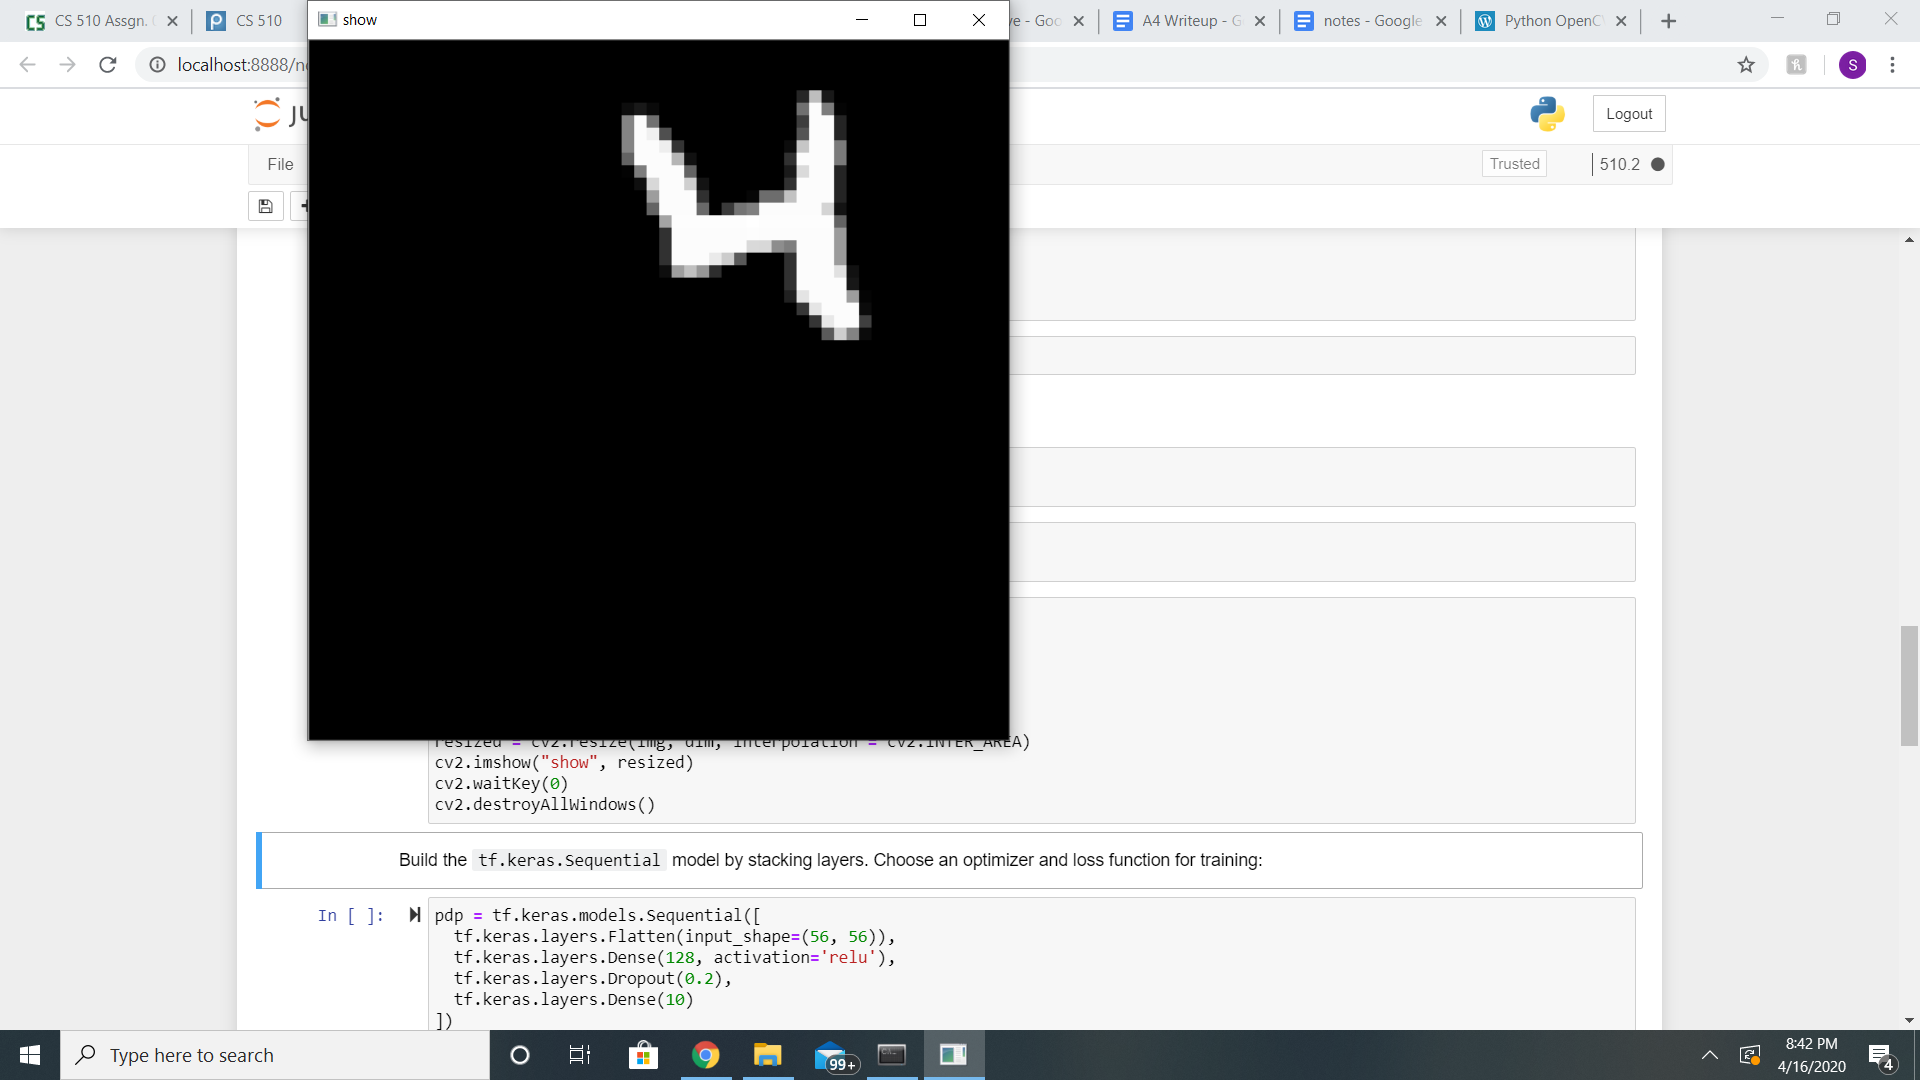 CS 510 Assgn.
CS 510
ve - Goo
A4 Writeup - G
notes - Google
Python OpenC
show
localhost:8888/n
S
Ju
Logout
File
Trusted
510.2
4
resized = cv2.resize(img, dim, interpolation = cv2.INTER_AREA)
cv2.imshow("show", resized)
cv2.waitKey(0)
cv2.destroyAllWindows()
Build the tf.keras.Sequential model by stacking layers. Choose an optimizer and loss function for training:
In [ ]:
pdp = tf.keras.models.Sequential([
tf.keras.layers.Flatten(input_shape=(56, 56)),
tf.keras.layers.Dense(128, activation='relu'),
tf.keras.layers.Dropout(0.2),
tf.keras.layers.Dense(10)
])
Type here to search
99+
8:42 PM
4/16/2020
4